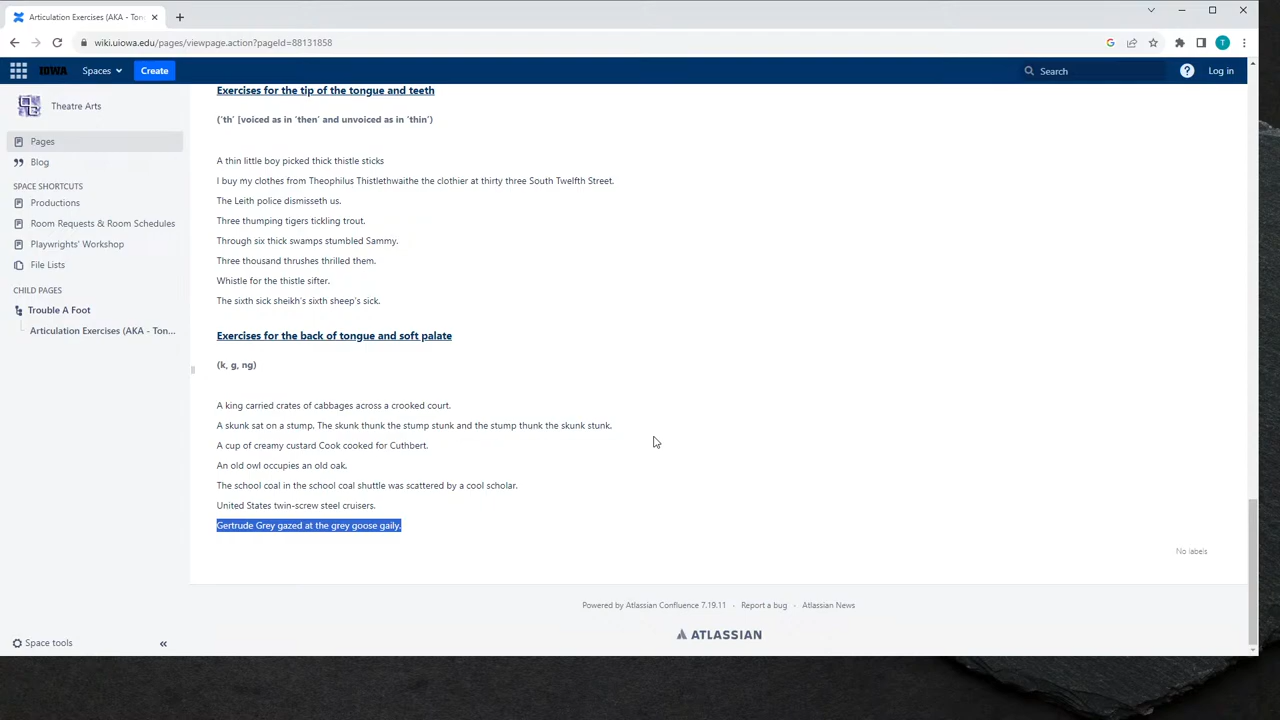 Articulation Exercises (AKA - Ton
wiki.uiowa.edu/pages/viewpage.action?pageId=88131858
T
IOWA
Spaces
Create
Search
Log in
Theatre Arts
Pages
Blog
SPACE SHORTCUTS
Productions
Room Requests & Room Schedules
Playwrights' Workshop
File Lists
CHILD PAGES
Trouble A Foot
Articulation Exercises (AKA - Ton...
Space tools
Exercises for the tip of the tongue and teeth
(‘th’ [voiced as in ‘then’ and unvoiced as in ‘thin’)
A thin little boy picked thick thistle sticks
I buy my clothes from Theophilus Thistlethwaithe the clothier at thirty three South Twelfth Street.
The Leith police dismisseth us.
Three thumping tigers tickling trout.
Through six thick swamps stumbled Sammy.
Three thousand thrushes thrilled them.
Whistle for the thistle sifter.
The sixth sick sheikh’s sixth sheep’s sick.
Exercises for the back of tongue and soft palate
(k, g, ng)
A king carried crates of cabbages across a crooked court.
A skunk sat on a stump. The skunk thunk the stump stunk and the stump thunk the skunk stunk.
A cup of creamy custard Cook cooked for Cuthbert.
An old owl occupies an old oak.
The school coal in the school coal shuttle was scattered by a cool scholar.
United States twin-screw steel cruisers.
Gertrude Grey gazed at the grey goose gaily.
No labels
Powered by Atlassian Confluence 7.19.11 · Report a bug · Atlassian News
ATLASSIAN